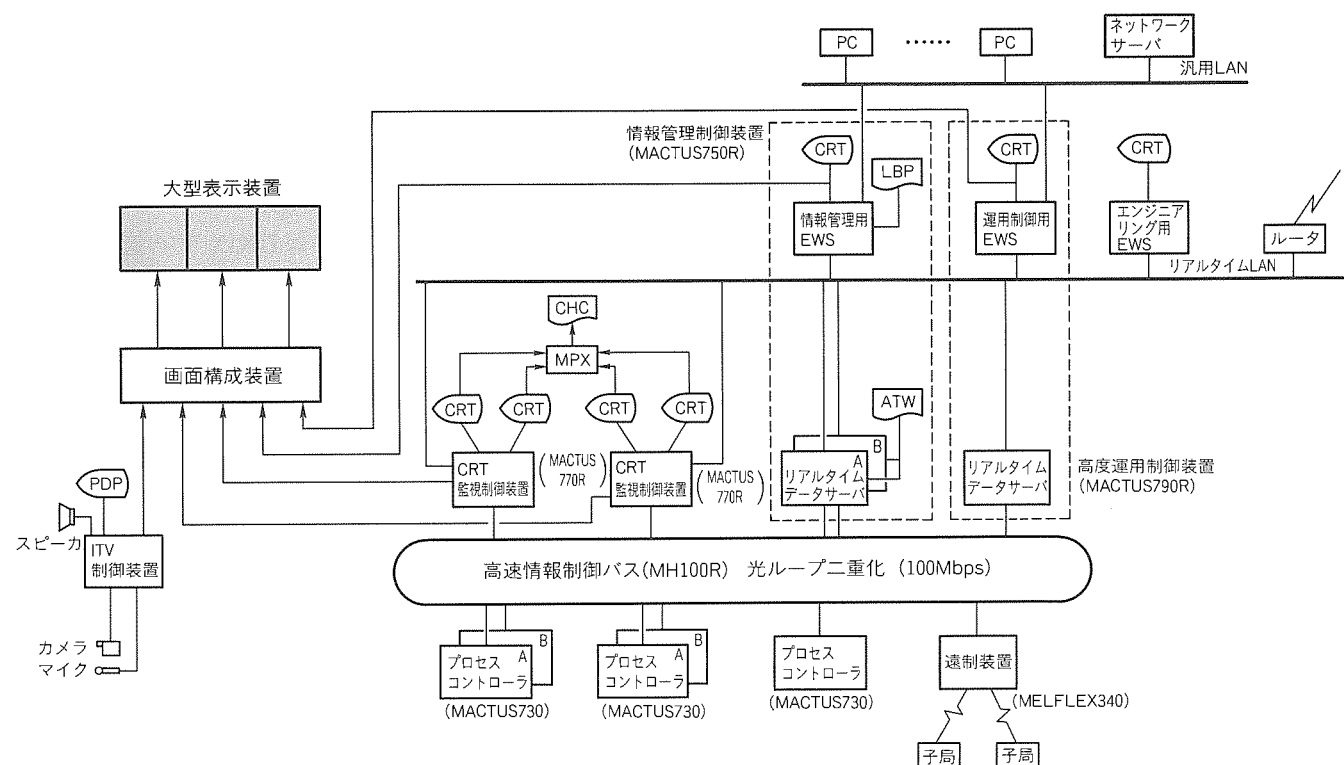 PC
……
PC
ネットワーク
サーバ
汎用LAN
情報管理制御装置
(MACTUS750R)
CRT
LBP
情報管理用
EWS
CRT
運用制御用
EWS
CRT
エンジニア
リング用
EWS
ルータ
リアルタイムLAN
大型表示装置
画面構成装置
CHC
MPX
CRT
CRT
CRT
CRT
CRT
監視制御装置
(MACTUS
770R)
CRT
監視制御装置
(MACTUS
770R)
ATW
B
A
リアルタイム
データサーバ
リアルタイム
データサーバ
高度運用制御装置
(MACTUS790R)
PDP
スピーカ
ITV
制御装置
カメラ
マイク
高速情報制御バス(MH100R) 光ループ二重化 (100Mbps)
B
A
プロセス
コントローラ
(MACTUS730)
B
A
プロセス
コントローラ
(MACTUS730)
プロセス
コントローラ
(MACTUS730)
遠制装置
(MELFLEX340)
子局
子局